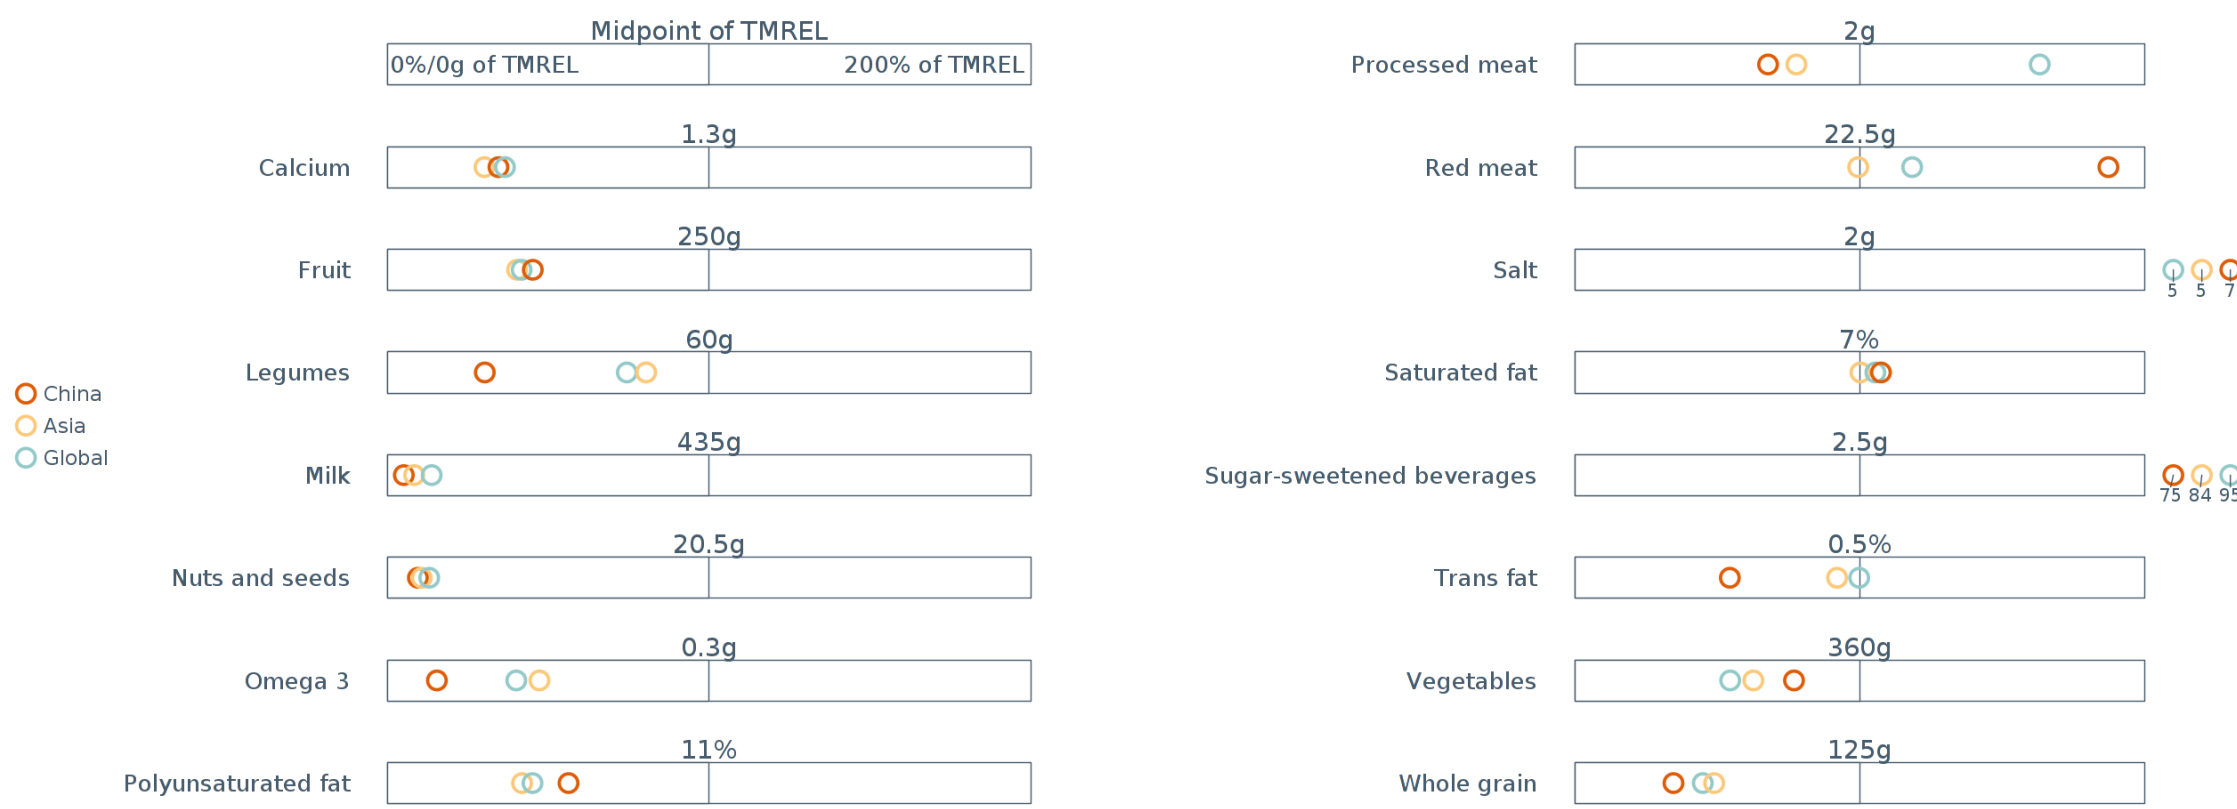 Midpoint of TMREL
0%/0g of TMREL 200% of TMREL
Calcium 1.3g
Fruit 250g
Legumes 60g
Milk 435g
Nuts and seeds 20.5g
Omega 3 0.3g
Polyunsaturated fat 11%
China
Asia
Global
Processed meat 2g
Red meat 22.5g
Salt 2g
5 5 7
Saturated fat 7%
Sugar-sweetened beverages 2.5g
75 84 95
Trans fat 0.5%
Vegetables 360g
Whole grain 125g